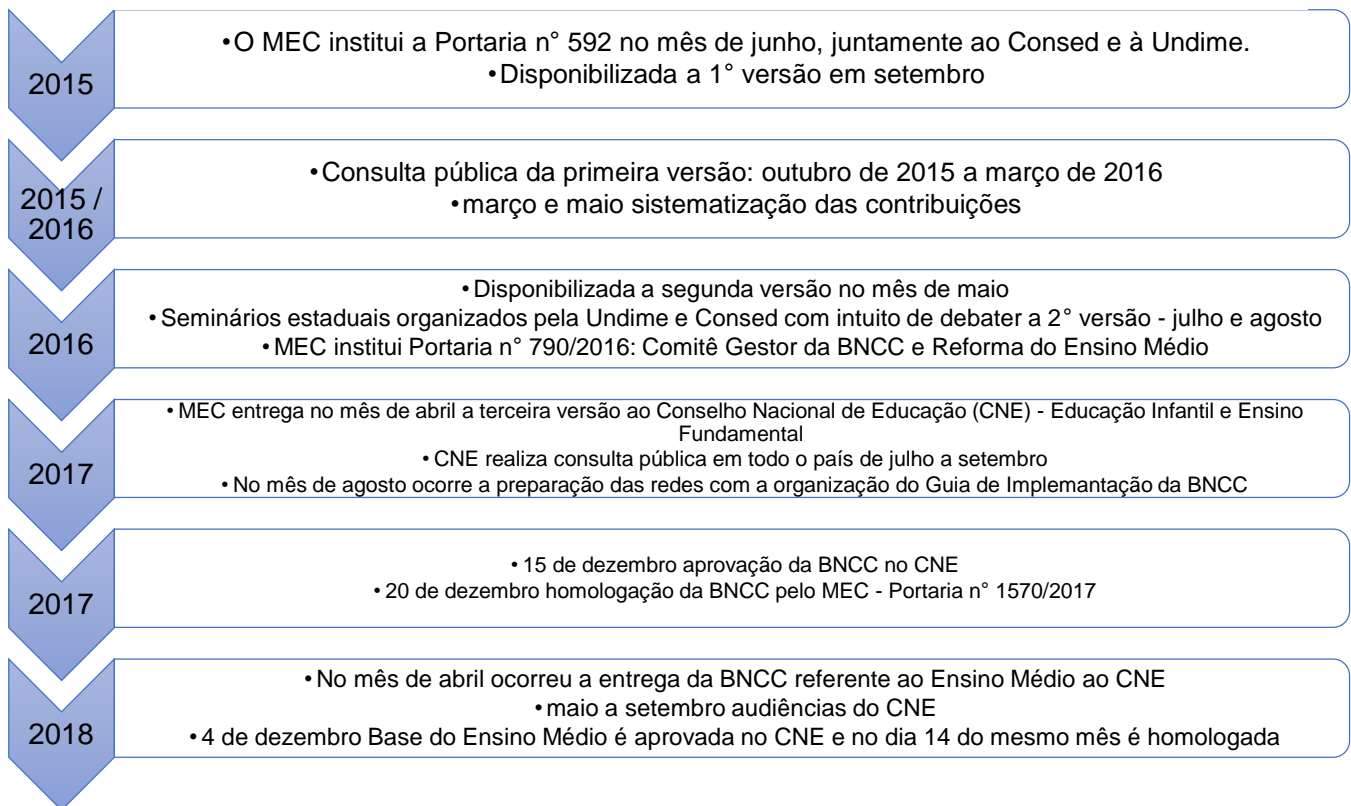 2015
•O MEC institui a Portaria n° 592 no mês de junho, juntamente ao Consed e à Undime.
•Disponibilizada a 1° versão em setembro
2015 /
2016
•Consulta pública da primeira versão: outubro de 2015 a março de 2016
•março e maio sistematização das contribuições
2016
•Disponibilizada a segunda versão no mês de maio
•Seminários estaduais organizados pela Undime e Consed com intuito de debater a 2° versão - julho e agosto
•MEC institui Portaria n° 790/2016: Comitê Gestor da BNCC e Reforma do Ensino Médio
2017
• MEC entrega no mês de abril a terceira versão ao Conselho Nacional de Educação (CNE) - Educação Infantil e Ensino
Fundamental
• CNE realiza consulta pública em todo o país de julho a setembro
• No mês de agosto ocorre a preparação das redes com a organização do Guia de Implemantação da BNCC
2017
• 15 de dezembro aprovação da BNCC no CNE
• 20 de dezembro homologação da BNCC pelo MEC - Portaria n° 1570/2017
2018
•No mês de abril ocorreu a entrega da BNCC referente ao Ensino Médio ao CNE
•maio a setembro audiências do CNE
•4 de dezembro Base do Ensino Médio é aprovada no CNE e no dia 14 do mesmo mês é homologada